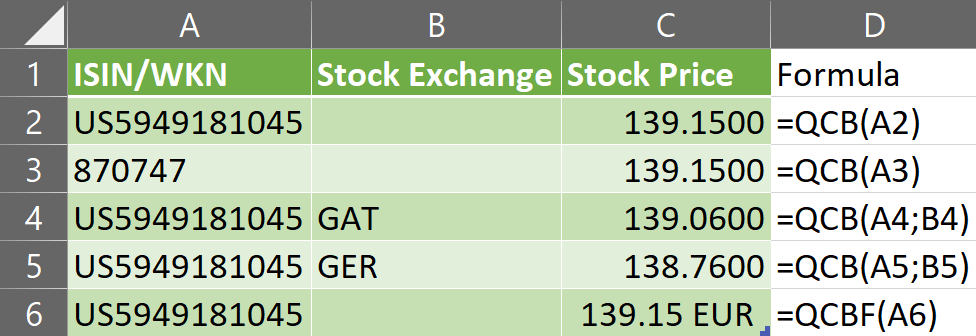 A B C D
1 ISIN/WKN Stock Exchange Stock Price Formula
2 US5949181045 139.1500 =QCB(A2)
3 870747 139.1500 =QCB(A3)
4 US5949181045 GAT 139.0600 =QCB(A4;B4)
5 US5949181045 GER 138.7600 =QCB(A5;B5)
6 US5949181045 139.15 EUR =QCBF(A6)